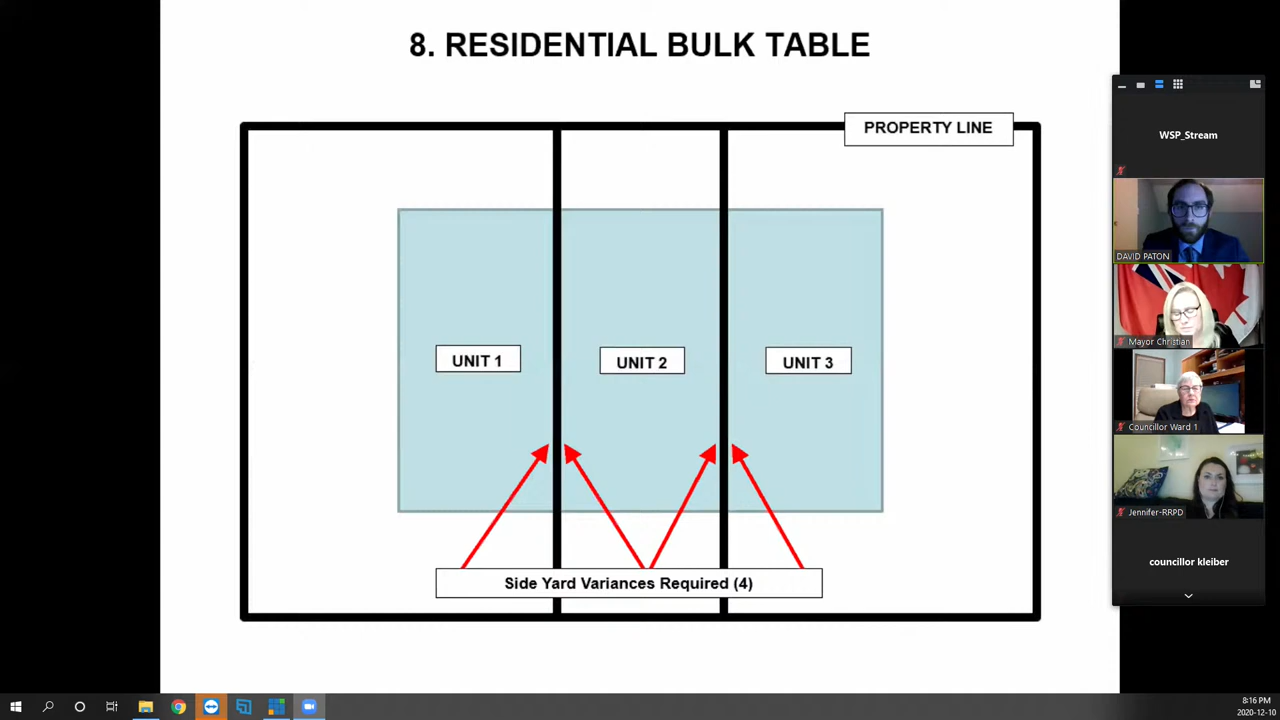 8. RESIDENTIAL BULK TABLE
PROPERTY LINE
UNIT 1
UNIT 2
UNIT 3
Side Yard Variances Required (4)
WSP_Stream
DAVID PATON
Mayor Christian
Councillor Ward 1
Jennifer-RRPD
councillor kleiber
8:16 PM
2020-12-10